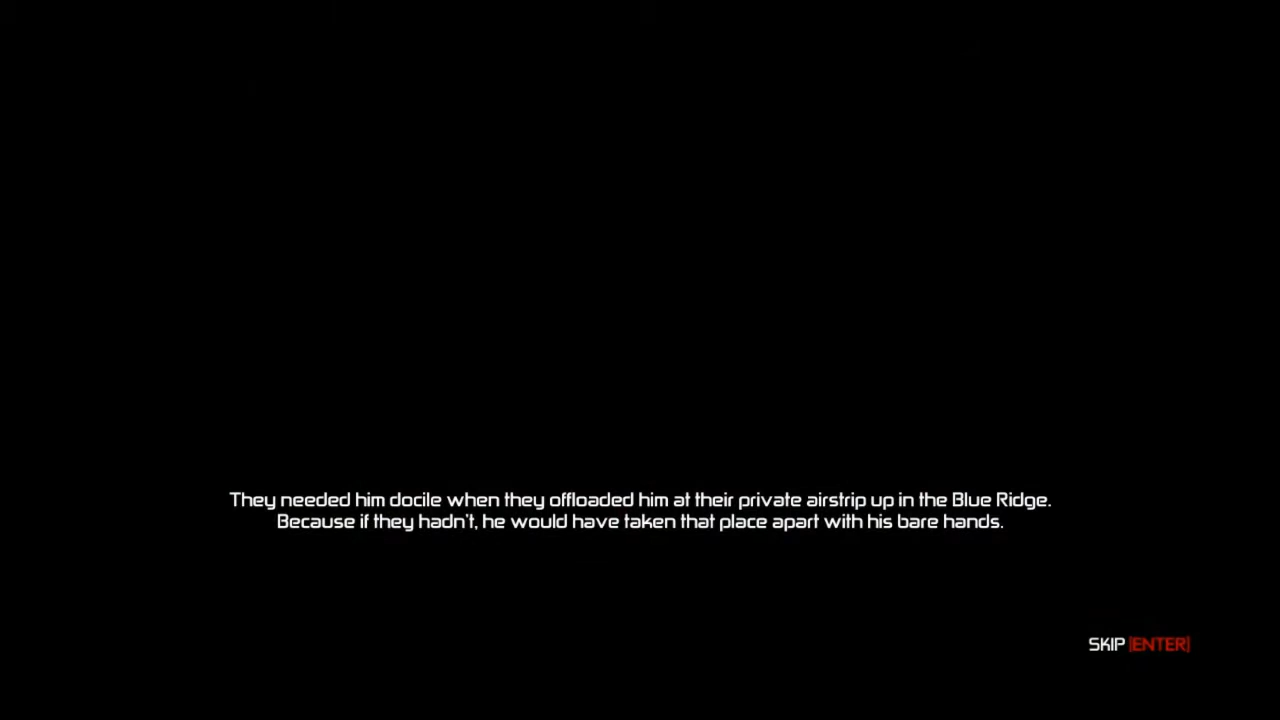 They needed him docile when they offloaded him at their private airstrip up in the Blue Ridge.
Because if they hadn't, he would have taken that place apart with his bare hands.
SKIP [ENTER]